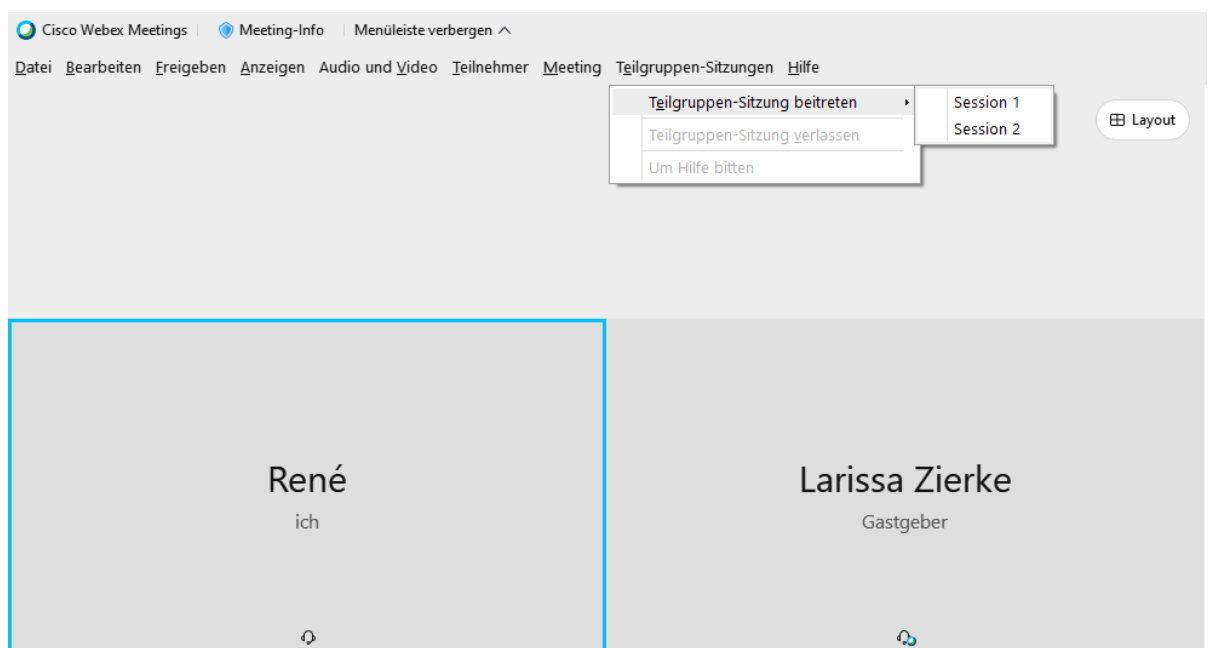 Cisco Webex Meetings Meeting-Info Menüleiste verbergen
Datei Bearbeiten Freigeben Anzeigen Audio und Video Teilnehmer Meeting Teilgruppen-Sitzungen Hilfe
Teilgruppen-Sitzung beitreten
Session 1
Session 2
Teilgruppen-Sitzung verlassen
Um Hilfe bitten
Layout
René
ich
Larissa Zierke
Gastgeber